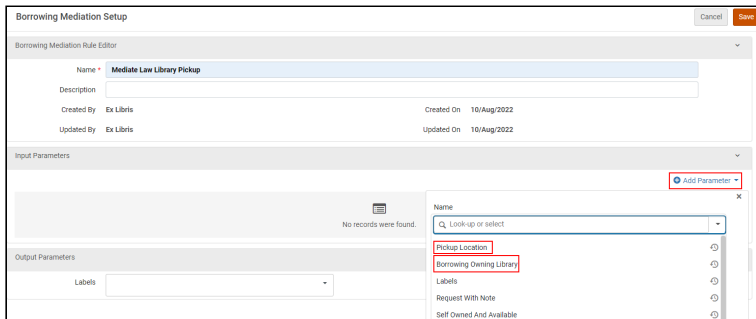 Borrowing Mediation Setup
Cancel
Save
Borrowing Mediation Rule Editor
Name * Mediate Law Library Pickup
Description
Created By Ex Libris Created On 10/Aug/2022
Updated By Ex Libris Updated On 10/Aug/2022
Input Parameters
Add Parameter
No records were found.
Name
Look-up or select
Pickup Location
Borrowing Owning Library
Labels
Request With Note
Self Owned And Available
Output Parameters
Labels